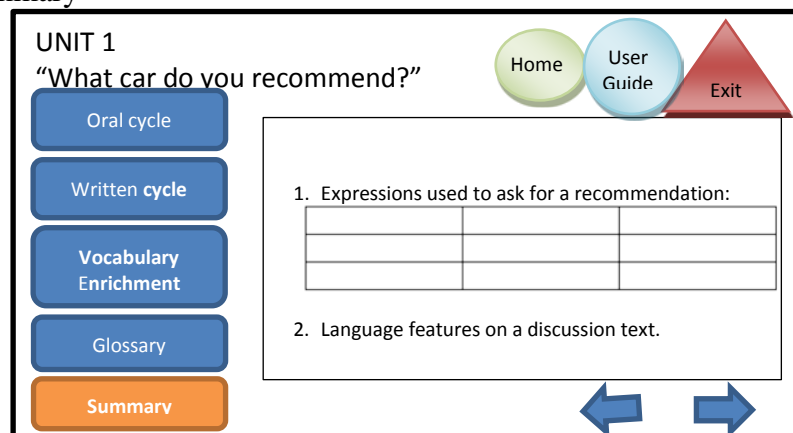 UNIT 1
“What car do you recommend?”
Home
User
Guide
Exit
Oral cycle
Written cycle
Vocabulary
Enrichment
Glossary
Summary
1. Expressions used to ask for a recommendation:
2. Language features on a discussion text.